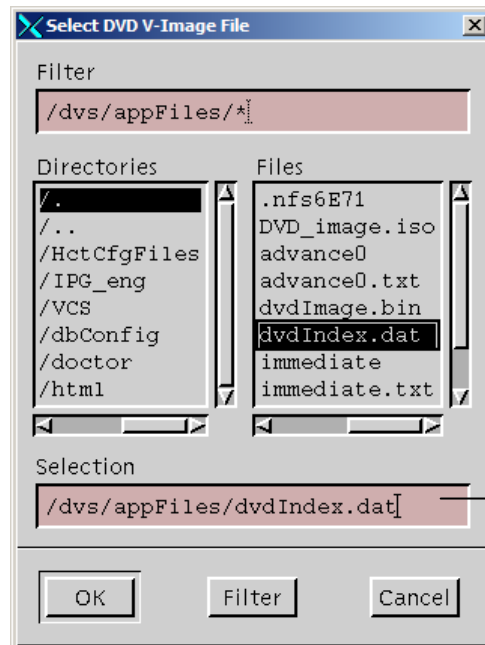 Select DVD V-Image File
Filter
/dvs/appFiles/*
Directories
/.
/..
/HctCfgFiles
/IPG_eng
/VCS
/dbConfig
/doctor
/html
Files
.nfs6E71
DVD_image.iso
advance0
advance0.txt
dvdImage.bin
dvdIndex.dat
immediate
immediate.txt
Selection
/dvs/appFiles/dvdIndex.dat
OK
Filter
Cancel